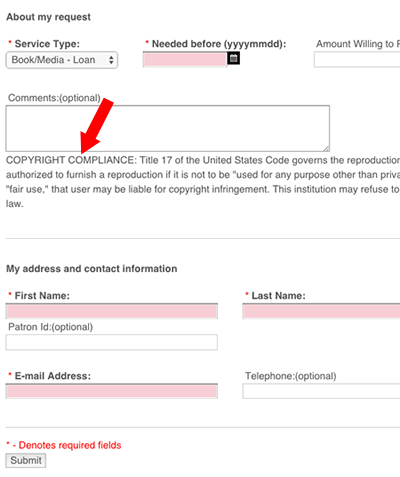 About my request
* Service Type: * Needed before (yyyymmdd): Amount Willing to
Book/Media - Loan
Comments:(optional)
COPYRIGHT COMPLIANCE: Title 17 of the United States Code governs the reproduction
authorized to furnish a reproduction if it is not to be "used for any purpose other than
"fair use," that user may be liable for copyright infringement. This institution may refuse to
law.
My address and contact information
* First Name: * Last Name:
Patron Id:(optional)
* E-mail Address: Telephone:(optional)
* - Denotes required fields
Submit